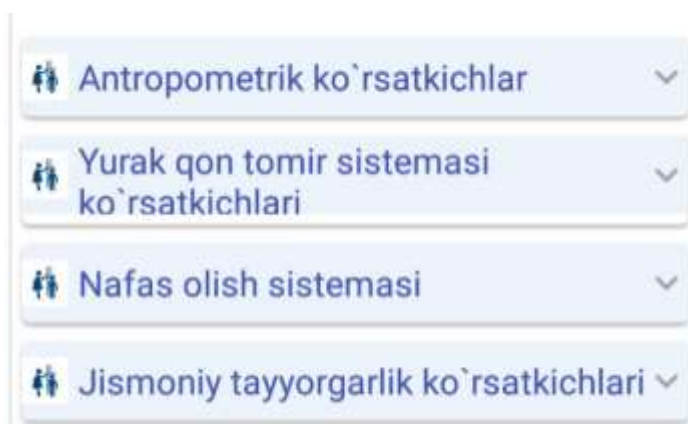 Antropometrik ko`rsatkichlar
Yurak qon tomir sistemasi
ko`rsatkichlari
Nafas olish sistemasi
Jismoniy tayyorgarlik ko`rsatkichlari